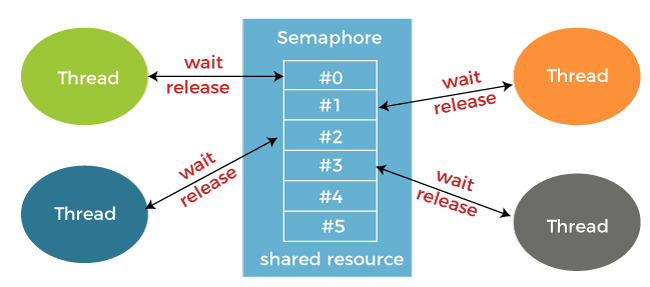 Semaphore
Thread
wait
release
#0
#1
#2
#3
#4
#5
wait
release
Thread
Thread
wait
release
wait
release
Thread
shared resource